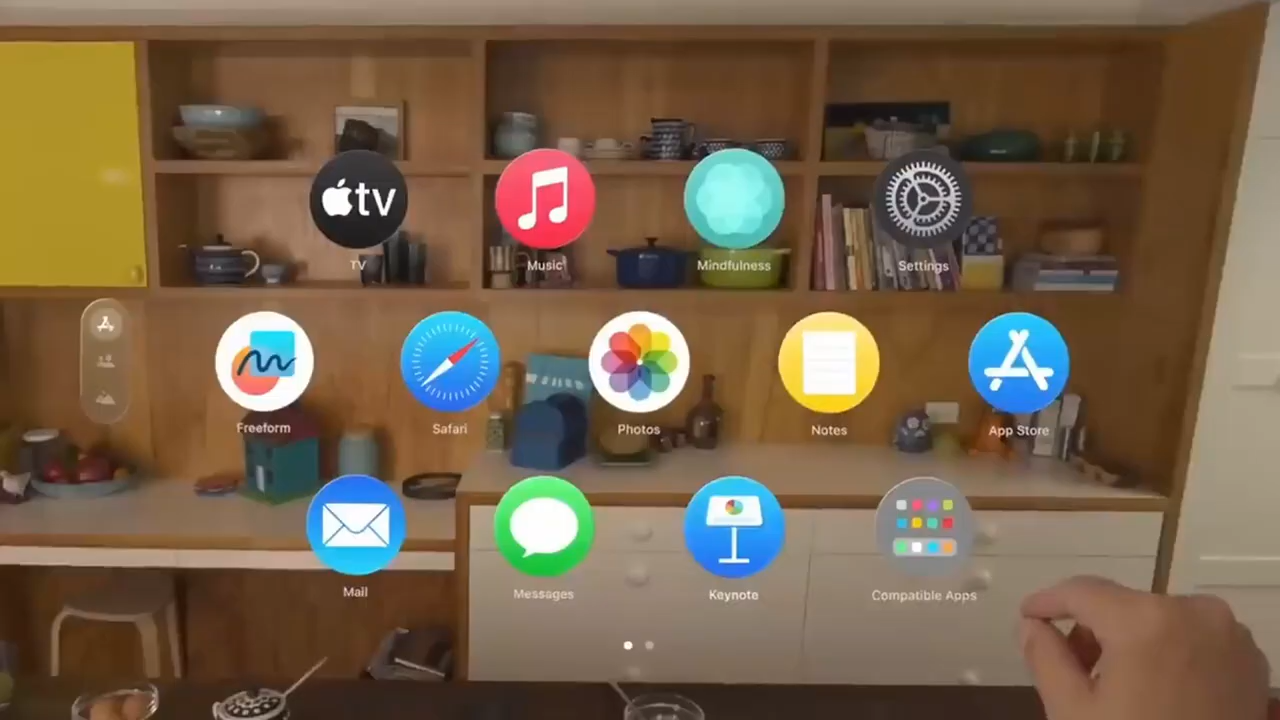 tv
TV
Music
Mindfulness
Settings
Freeform
Safari
Photos
Notes
App Store
Mail
Messages
Keynote
Compatible Apps